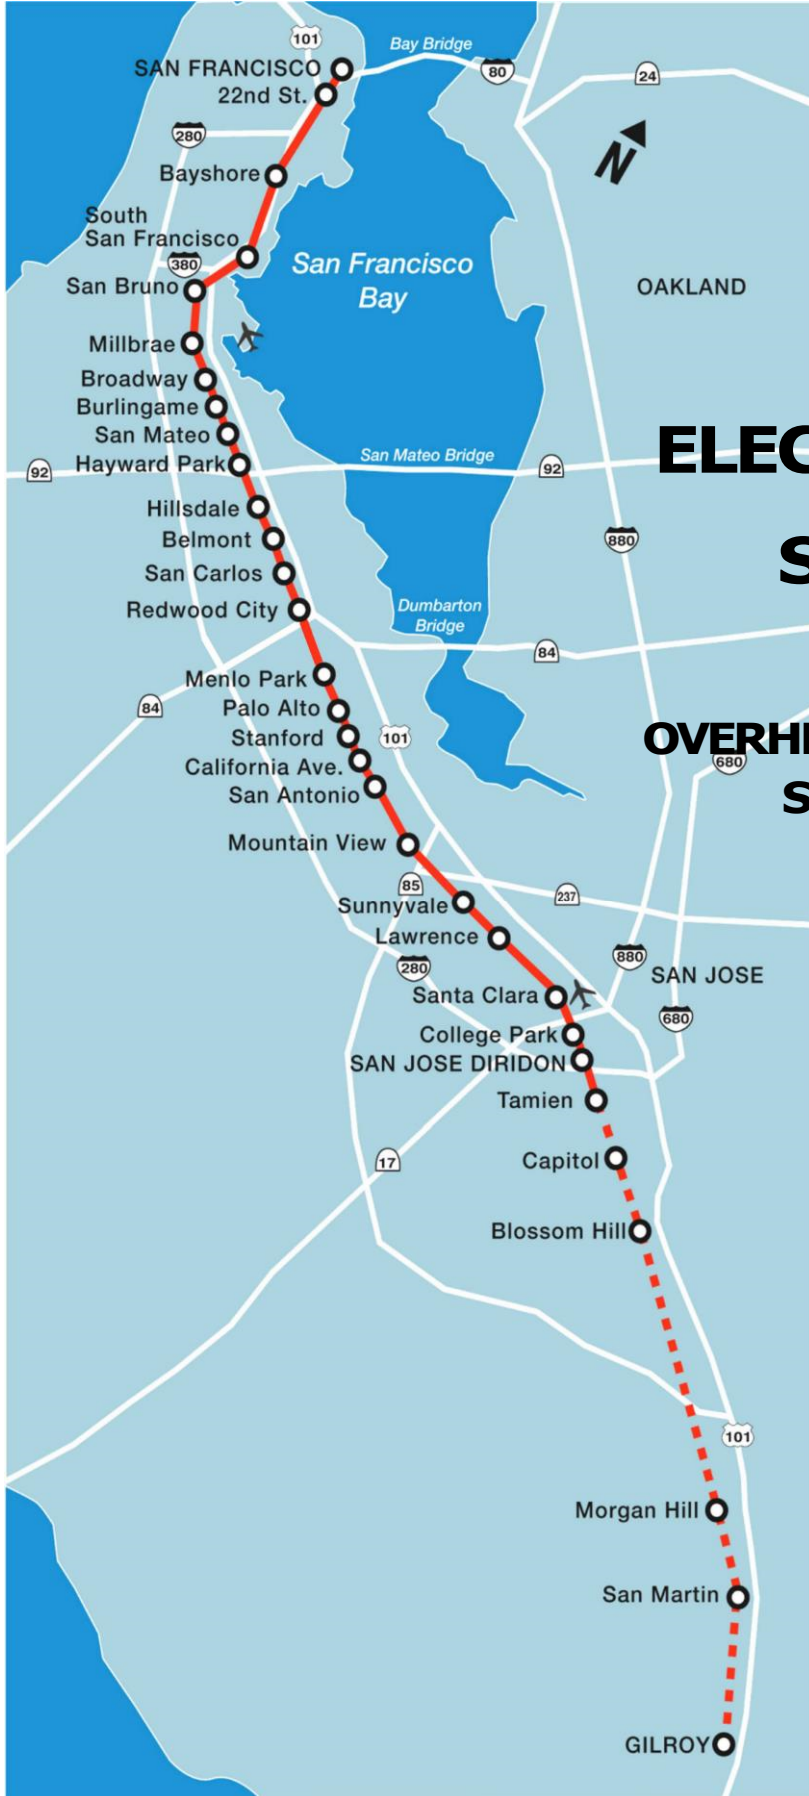 101
Bay Bridge
SAN FRANCISCO
80
24
22nd St.
280
N
Bayshore
South
San Francisco
380
San Francisco
Bay
San Bruno
OAKLAND
Millbrae
Broadway
Burlingame
San Mateo
ELEC
San Mateo Bridge
Hayward Park
92
92
Hillsdale
Belmont
880
S
San Carlos
Redwood City
Dumbarton
Bridge
84
Menlo Park
84
Palo Alto
Stanford
101
OVERHE
California Ave.
680
San Antonio
S
Mountain View
85
237
Sunnyvale
Lawrence
880
280
SAN JOSE
Santa Clara
680
College Park
SAN JOSE DIRIDON
Tamien
17
Capitol
Blossom Hill
101
Morgan Hill
San Martin
GILROY